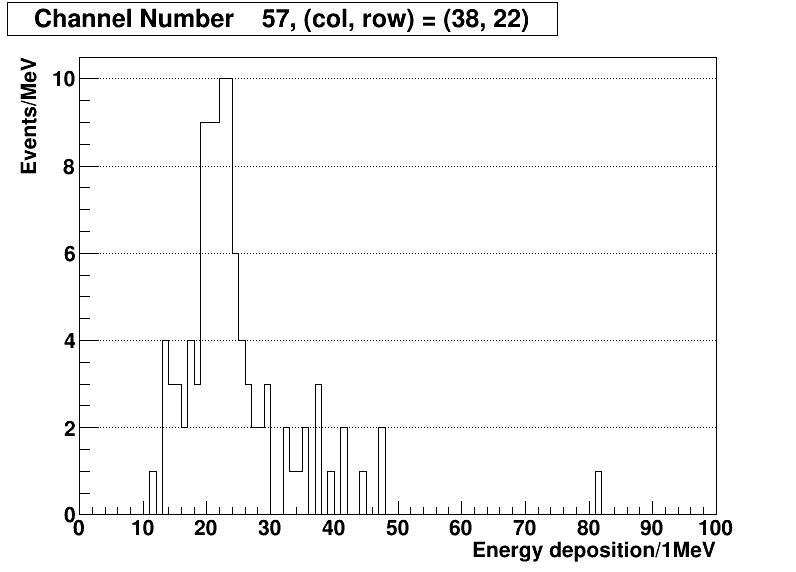 Channel Number    57, (col, row) = (38, 22)
Events/MeV
10
8
6
4
2
0
0 10 20 30 40 50 60 70 80 90 100
Energy deposition/1MeV